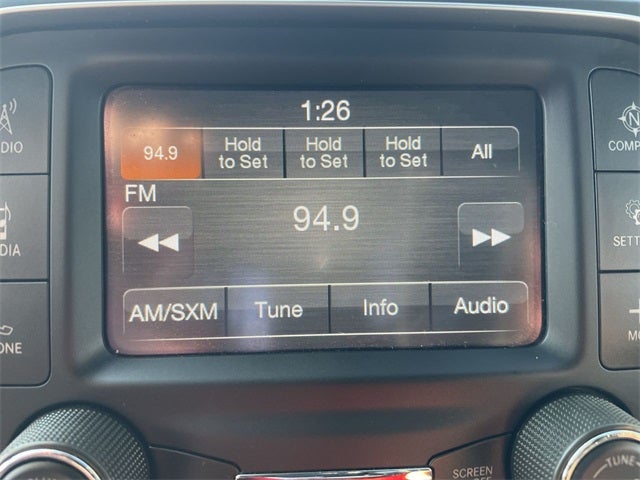 1:26
94.9
Hold
to Set
Hold
to Set
Hold
to Set
All
FM
94.9
AM/SXM
Tune
Info
Audio
DIO
COMP
DIA
SETT
ONE
SCREEN
TUNE